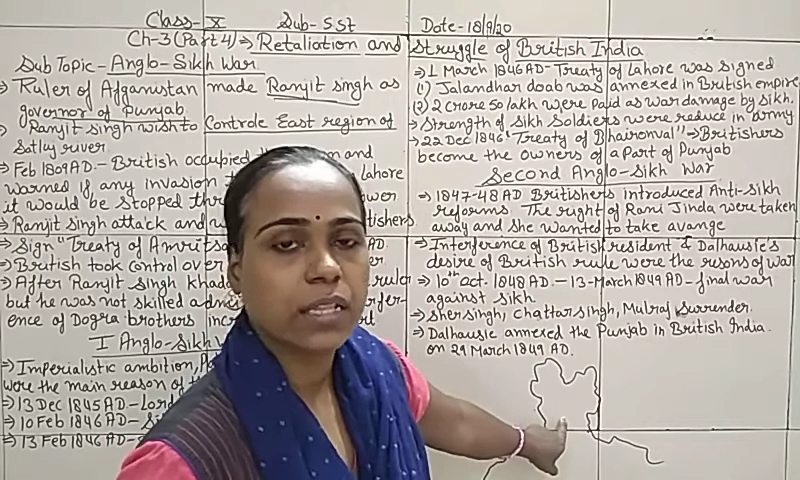 Class-X Sub-S.St Date-18/9/20
Ch-3(Part 4)⇒ Retaliation and Struggle of British India
Sub Topic-Anglo-Sikh War
⇒ Ruler of Afganistan made Ranjit singh as
governor of Punjab
⇒ Ranjit singh wish to Controle East region of
Satluj river.
⇒ Feb 1809 AD.- British occupied and
warned if any invasion Lahore
it would be stopped
⇒ Ranjit singh attack and
⇒ Sign "Treaty of Amritsa AD.
⇒ British took control over
⇒ After Ranjit Singh ruler
but he was not skilled
ence of Dogra brothers
I Anglo-Sikh
⇒ Imperialistic ambition,
were the main reason of
⇒ 13 Dec 1845 AD-Lord
⇒ 10 Feb 1846 AD-
⇒ 13 Feb 1846 AD-
⇒ 1 March 1846 AD-Treaty of Lahore was signed
(1) Jalandhar doab was annexed in British empire
(2) 2 crore 50 lakh were Paid as war damage by Sikh.
⇒ Strength of Sikh Soldiers were reduce in army
⇒ 22 Dec 1846 "Treaty of Bhaironval"⇒Britishers
become the owners of a Part of Punjab
Second Anglo-Sikh War
⇒ 1847-48 AD Britishers introduced Anti-sikh
reforms. The right of Rani Jinda were taken
away and she wanted to take avange
⇒ Interference of British resident & Dalhausie's
desire of British rule were the resons of War
⇒ 10th Oct. 1848 AD.-13-March 1849 AD-final war
against Sikh
⇒ Sher singh, Chattar singh, Mulraj Surrender.
⇒ Dalhausie annexed the Punjab in British India.
on 29 March 1849 AD.